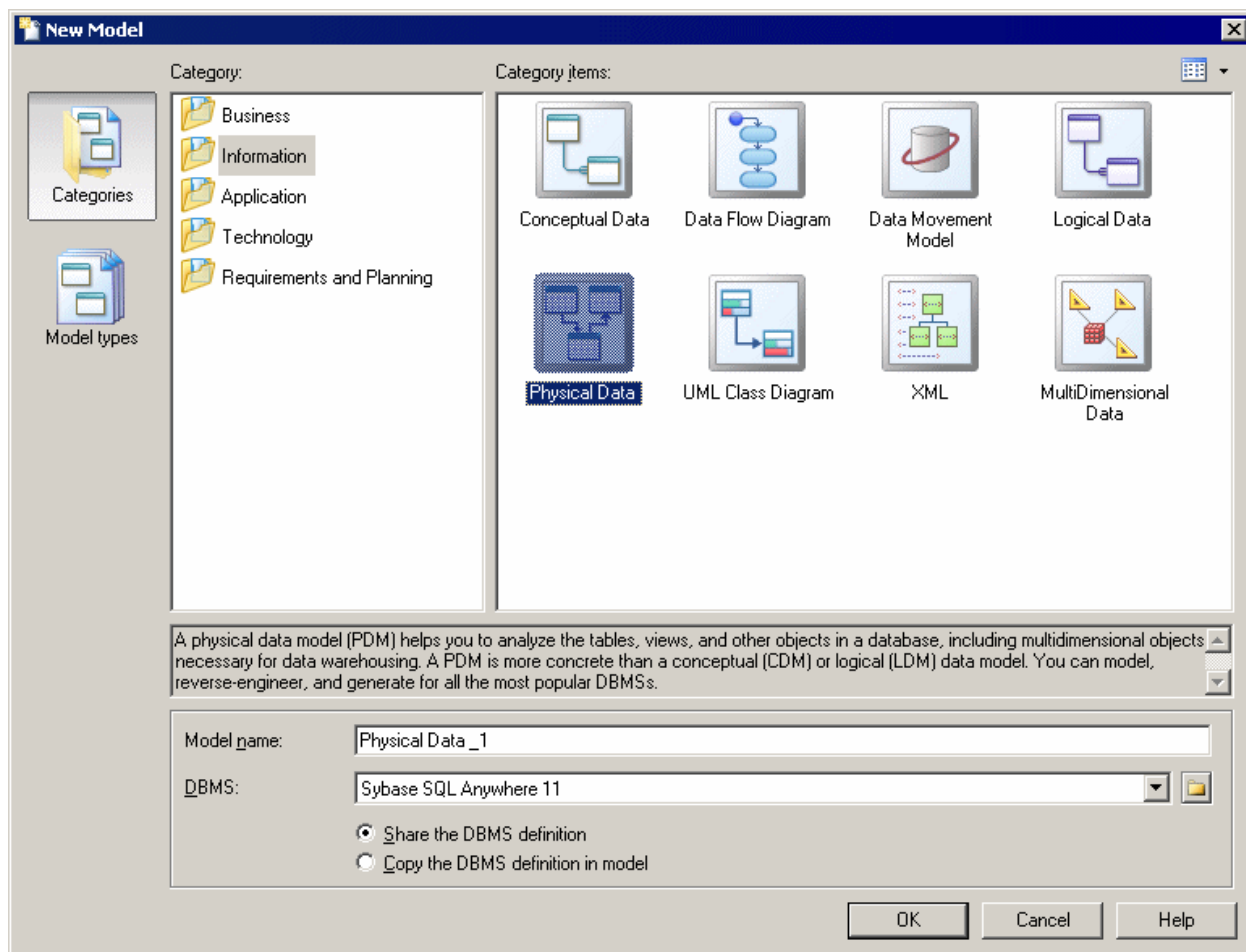 New Model
Category:
Category items:
Categories
Model types
Business
Information
Application
Technology
Requirements and Planning
Conceptual Data
Data Flow Diagram
Data Movement
Model
Logical Data
Physical Data
UML Class Diagram
XML
MultiDimensional
Data
A physical data model (PDM) helps you to analyze the tables, views, and other objects in a database, including multidimensional objects
necessary for data warehousing. A PDM is more concrete than a conceptual (CDM) or logical (LDM) data model. You can model,
reverse-engineer, and generate for all the most popular DBMSs.
Model name:
Physical Data _1
DBMS:
Sybase SQL Anywhere 11
Share the DBMS definition
Copy the DBMS definition in model
OK
Cancel
Help